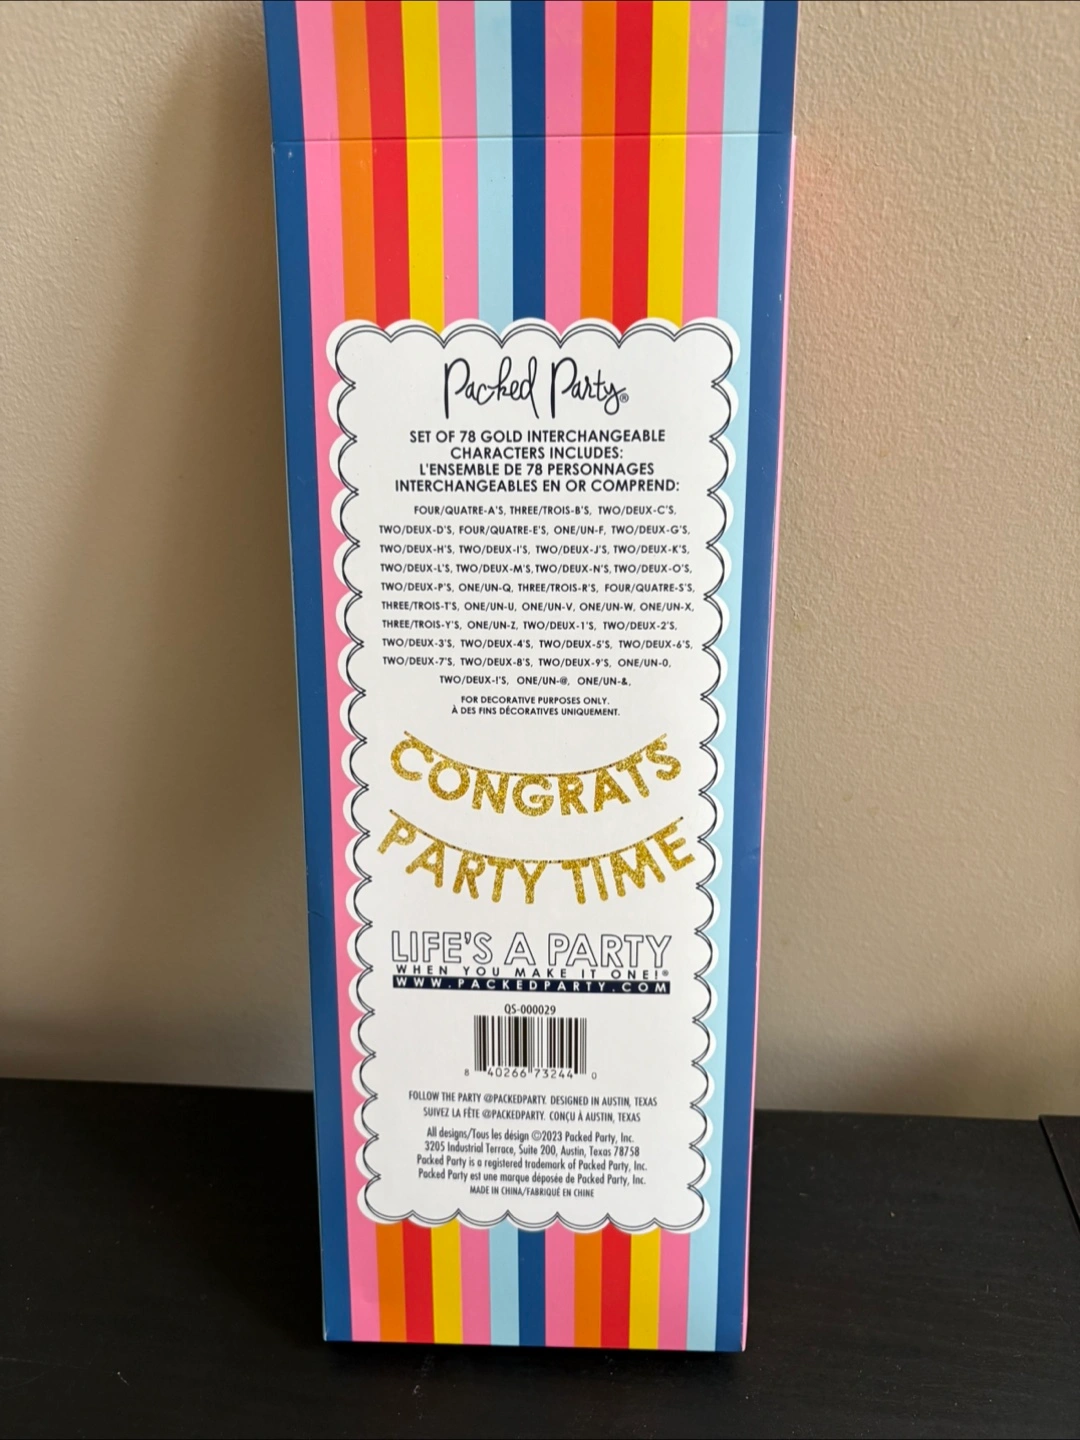 Packed Party®
SET OF 78 GOLD INTERCHANGEABLE
CHARACTERS INCLUDES:
L'ENSEMBLE DE 78 PERSONNAGES
INTERCHANGEABLES EN OR COMPREND:
FOUR/QUATRE-A'S, THREE/TROIS-B'S, TWO/DEUX-C'S,
TWO/DEUX-D'S, FOUR/QUATRE-E'S, ONE/UN-F, TWO/DEUX-G'S,
TWO/DEUX-H'S, TWO/DEUX-I'S, TWO/DEUX-J'S, TWO/DEUX-K'S,
TWO/DEUX-L'S, TWO/DEUX-M'S, TWO/DEUX-N'S, TWO/DEUX-O'S,
TWO/DEUX-P'S, ONE/UN-Q, THREE/TROIS-R'S, FOUR/QUATRE-S'S,
THREE/TROIS-T'S, ONE/UN-U, ONE/UN-V, ONE/UN-W, ONE/UN-X,
THREE/TROIS-Y'S, ONE/UN-Z, TWO/DEUX-1'S, TWO/DEUX-2'S,
TWO/DEUX-3'S, TWO/DEUX-4'S, TWO/DEUX-5'S, TWO/DEUX-6'S,
TWO/DEUX-7'S, TWO/DEUX-8'S, TWO/DEUX-9'S, ONE/UN-0,
TWO/DEUX-!'S, ONE/UN-@, ONE/UN-&.
FOR DECORATIVE PURPOSES ONLY.
À DES FINS DÉCORATIVES UNIQUEMENT.
CONGRATS
PARTY TIME
LIFE'S A PARTY
WHEN YOU MAKE IT ONE!®
WWW.PACKEDPARTY.COM
QS-000029
8 40266 73244 0
FOLLOW THE PARTY @PACKEDPARTY. DESIGNED IN AUSTIN, TEXAS
SUIVEZ LA FÊTE @PACKEDPARTY. CONÇU À AUSTIN, TEXAS
All designs/Tous les désign ©2023 Packed Party, Inc.
3205 Industrial Terrace, Suite 200, Austin, Texas 78758
Packed Party is a registered trademark of Packed Party, Inc.
Packed Party est une marque déposée de Packed Party, Inc.
MADE IN CHINA/FABRIQUÉ EN CHINE